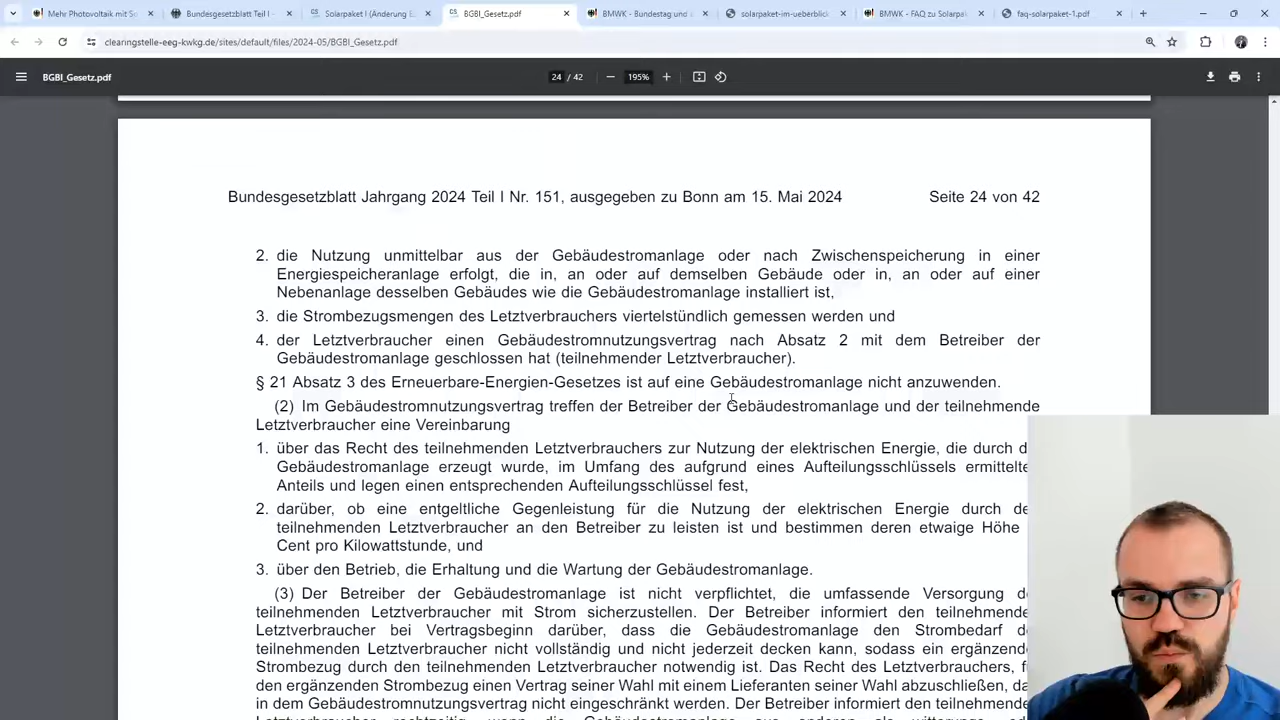 Mehr Photovoltaik mit So
Bundesgesetzblatt Teil I -
Solarpaket I (Änderung E
BGBl_Gesetz.pdf
BMWK - Bundestag und
solarpaket-im-ueberblick
BMWK - FAQ zu Solarpa
faq-solarpaket-1.pdf
clearingstelle-eeg-kwkg.de/sites/default/files/2024-05/BGBl_Gesetz.pdf
BGBl_Gesetz.pdf
24 / 42
195%
Bundesgesetzblatt Jahrgang 2024 Teil I Nr. 151, ausgegeben zu Bonn am 15. Mai 2024 Seite 24 von 42
2. die Nutzung unmittelbar aus der Gebäudestromanlage oder nach Zwischenspeicherung in einer
Energiespeicheranlage erfolgt, die in, an oder auf demselben Gebäude oder in, an oder auf einer
Nebenanlage desselben Gebäudes wie die Gebäudestromanlage installiert ist,
3. die Strombezugsmengen des Letztverbrauchers viertelstündlich gemessen werden und
4. der Letztverbraucher einen Gebäudestromnutzungsvertrag nach Absatz 2 mit dem Betreiber der
Gebäudestromanlage geschlossen hat (teilnehmender Letztverbraucher).
§ 21 Absatz 3 des Erneuerbare-Energien-Gesetzes ist auf eine Gebäudestromanlage nicht anzuwenden.
(2) Im Gebäudestromnutzungsvertrag treffen der Betreiber der Gebäudestromanlage und der teilnehmende
Letztverbraucher eine Vereinbarung
1. über das Recht des teilnehmenden Letztverbrauchers zur Nutzung der elektrischen Energie, die durch d
Gebäudestromanlage erzeugt wurde, im Umfang des aufgrund eines Aufteilungsschlüssels ermittelte
Anteils und legen einen entsprechenden Aufteilungsschlüssel fest,
2. darüber, ob eine entgeltliche Gegenleistung für die Nutzung der elektrischen Energie durch de
teilnehmenden Letztverbraucher an den Betreiber zu leisten ist und bestimmen deren etwaige Höhe
Cent pro Kilowattstunde, und
3. über den Betrieb, die Erhaltung und die Wartung der Gebäudestromanlage.
(3) Der Betreiber der Gebäudestromanlage ist nicht verpflichtet, die umfassende Versorgung de
teilnehmenden Letztverbraucher mit Strom sicherzustellen. Der Betreiber informiert den teilnehmende
Letztverbraucher bei Vertragsbeginn darüber, dass die Gebäudestromanlage den Strombedarf de
teilnehmenden Letztverbraucher nicht vollständig und nicht jederzeit decken kann, sodass ein ergänzende
Strombezug durch den teilnehmenden Letztverbraucher notwendig ist. Das Recht des Letztverbrauchers, f
den ergänzenden Strombezug einen Vertrag seiner Wahl mit einem Lieferanten seiner Wahl abzuschließen, da
in dem Gebäudestromnutzungsvertrag nicht eingeschränkt werden. Der Betreiber informiert den teilnehmende